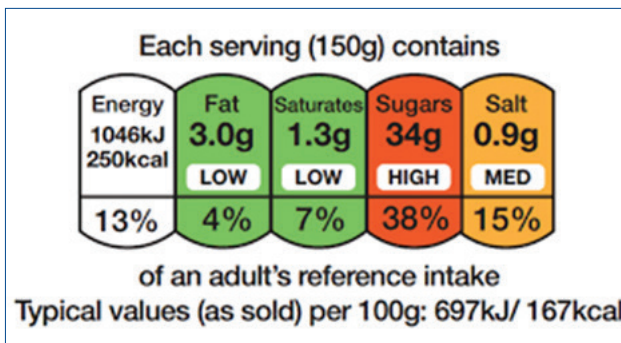 Each serving (150g) contains
Energy Fat Saturates Sugars Salt
1046kJ 3.0g 1.3g 34g 0.9g
250kcal
LOW LOW HIGH MED
13% 4% 7% 38% 15%
of an adult's reference intake
Typical values (as sold) per 100g: 697kJ/ 167kcal